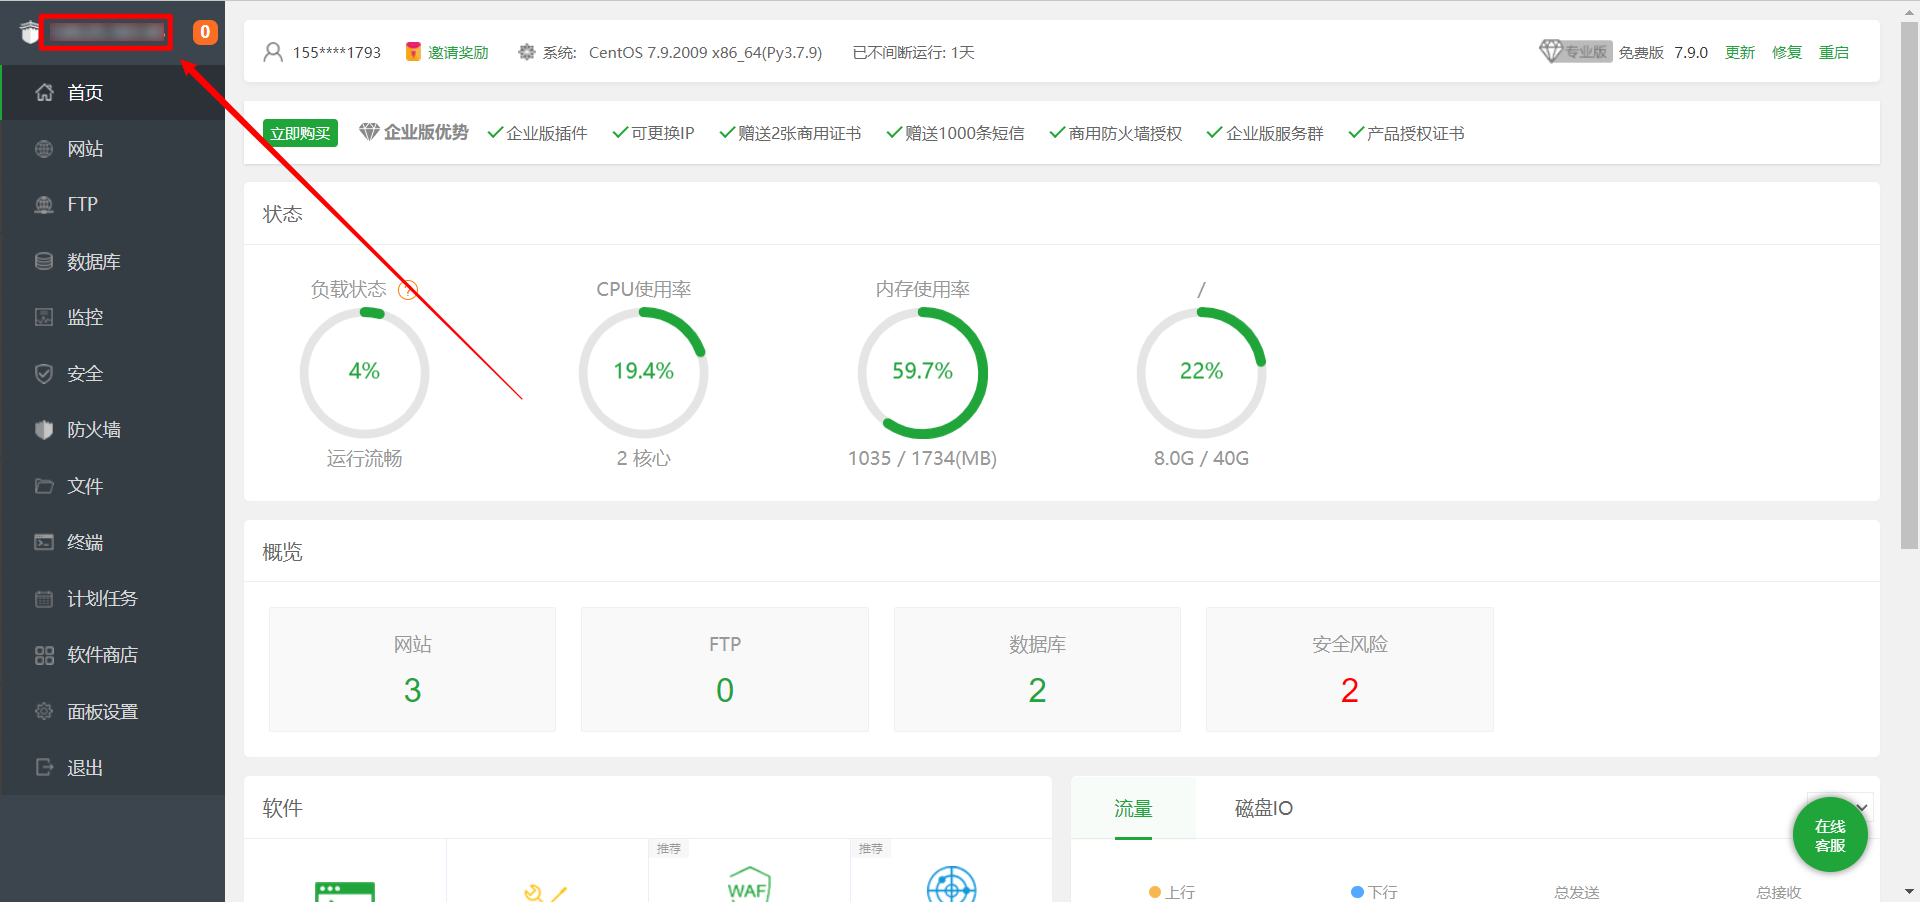 0
首页
网站
FTP
数据库
监控
安全
防火墙
文件
终端
计划任务
软件商店
面板设置
退出
155****1793 邀请奖励 系统: CentOS 7.9.2009 x86_64(Py3.7.9) 已不间断运行: 1天 专业版 免费版 7.9.0 更新 修复 重启
立即购买 企业版优势 企业版插件 可更换IP 赠送2张商用证书 赠送1000条短信 商用防火墙授权 企业版服务群 产品授权证书
状态
负载状态 ? CPU使用率 内存使用率 /
4% 19.4% 59.7% 22%
运行流畅 2 核心 1035 / 1734(MB) 8.0G / 40G
概览
网站 FTP 数据库 安全风险
3 0 2 2
软件
推荐 推荐
WAF
流量 磁盘IO
上行 下行 总发送 总接收
在线
客服